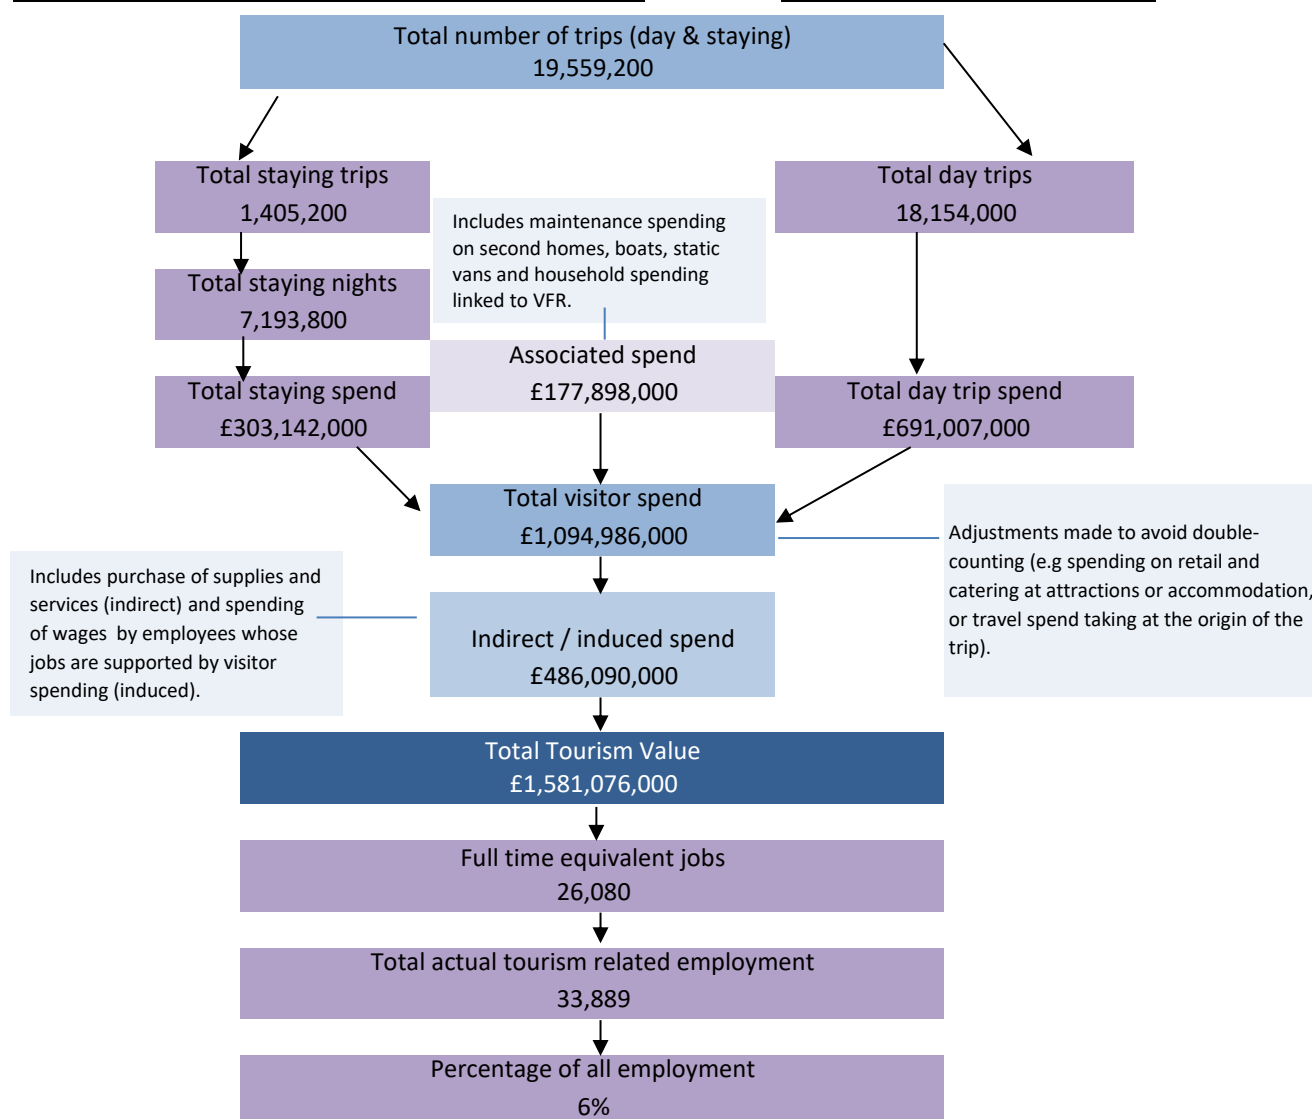 Total number of trips (day & staying)
19,559,200
Total staying trips
1,405,200
Total day trips
18,154,000
Includes maintenance spending
on second homes, boats, static
vans and household spending
linked to VFR.
Total staying nights
7,193,800
Associated spend
£177,898,000
Total staying spend
£303,142,000
Total day trip spend
£691,007,000
Total visitor spend
£1,094,986,000
Adjustments made to avoid double-
counting (e.g spending on retail and
catering at attractions or accommodation,
or travel spend taking at the origin of the
trip).
Includes purchase of supplies and
services (indirect) and spending
of wages by employees whose
jobs are supported by visitor
spending (induced).
Indirect / induced spend
£486,090,000
Total Tourism Value
£1,581,076,000
Full time equivalent jobs
26,080
Total actual tourism related employment
33,889
Percentage of all employment
6%